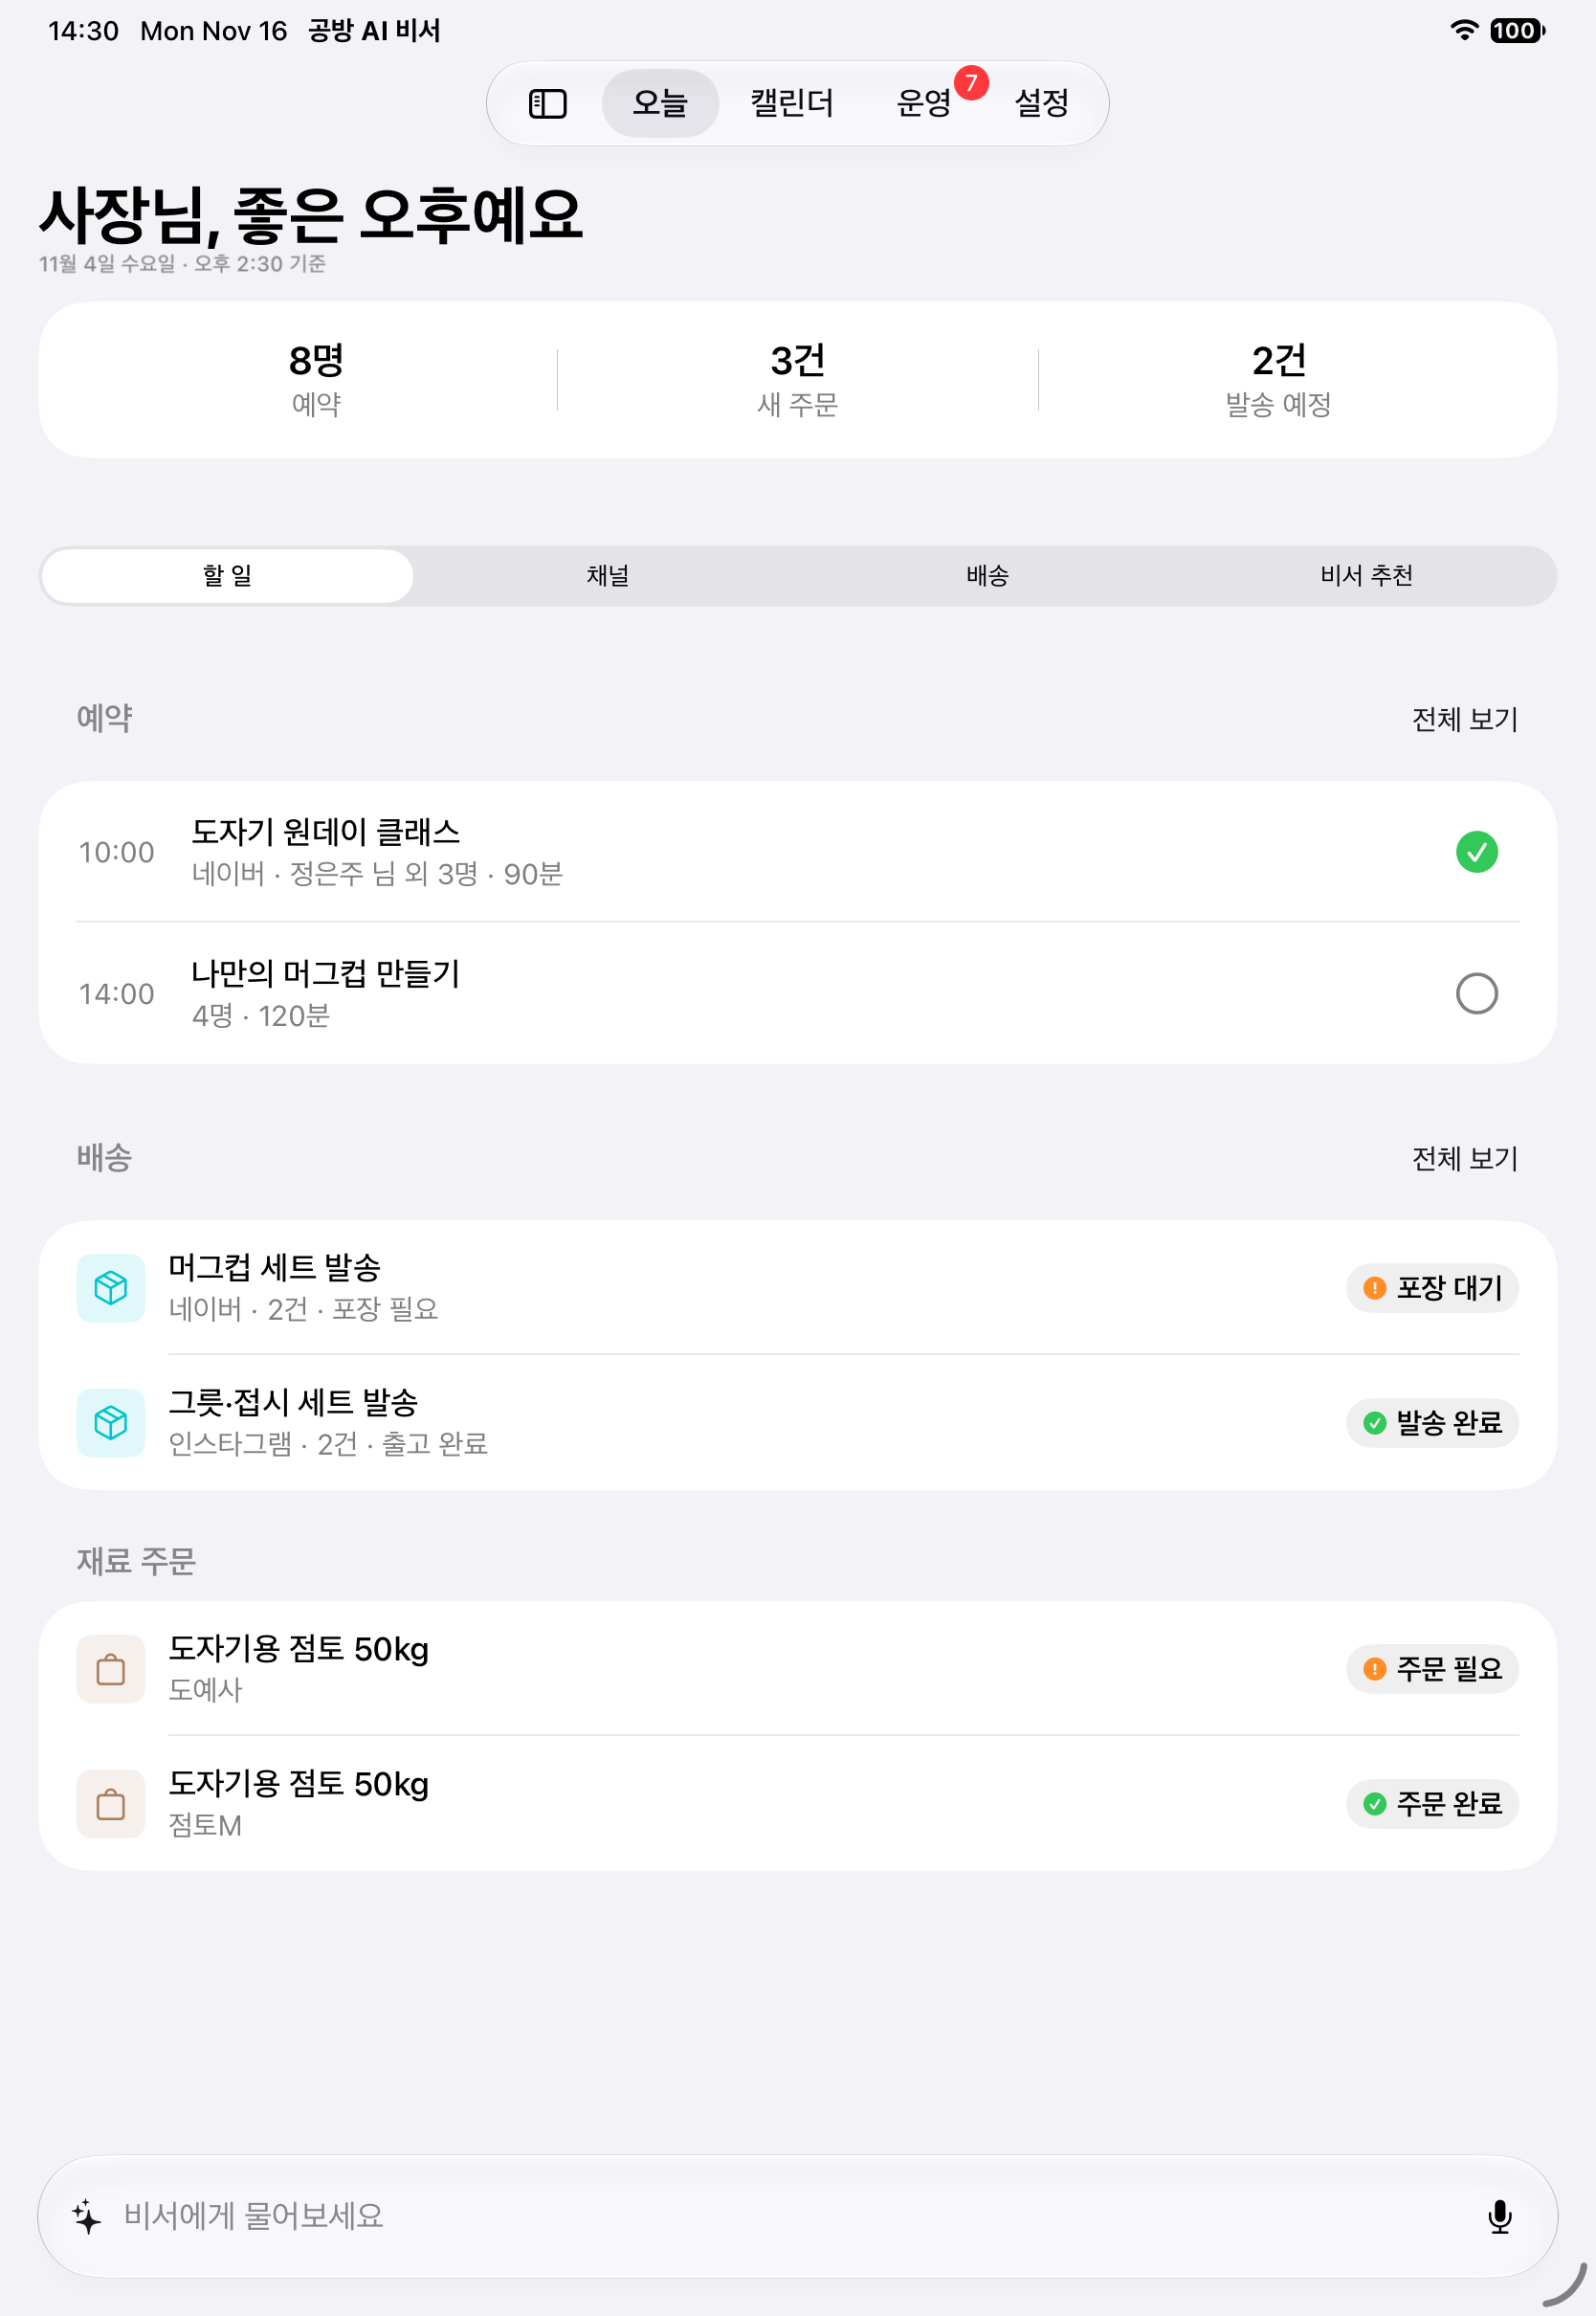 14:30 Mon Nov 16 공방 AI 비서
100
오늘 캘린더 운영 7 설정
사장님, 좋은 오후예요
11월 4일 수요일 · 오후 2:30 기준
8명 3건 2건
예약 새 주문 발송 예정
할 일 채널 배송 비서 추천
예약 전체 보기
10:00
도자기 원데이 클래스
네이버 · 정은주 님 외 3명 · 90분
14:00
나만의 머그컵 만들기
4명 · 120분
배송 전체 보기
머그컵 세트 발송
네이버 · 2건 · 포장 필요
포장 대기
그릇·접시 세트 발송
인스타그램 · 2건 · 출고 완료
발송 완료
재료 주문
도자기용 점토 50kg
도예사
주문 필요
도자기용 점토 50kg
점토M
주문 완료
비서에게 물어보세요